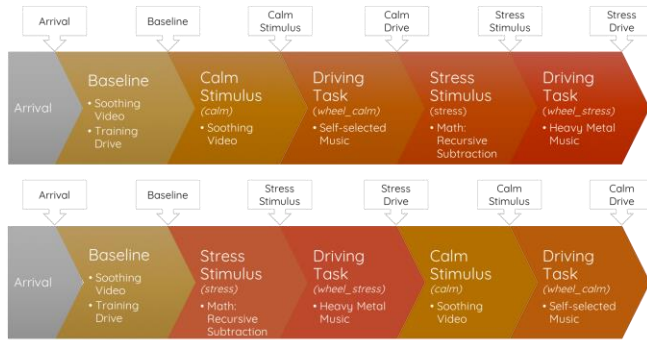 Arrival
Baseline
Calm
Stimulus
Calm
Drive
Stress
Stimulus
Stress
Drive
Arrival
Baseline
• Soothing
Video
• Training
Drive
Calm
Stimulus
(calm)
• Soothing
Video
Driving
Task
(wheel_calm)
• Self-selected
Music
Stress
Stimulus
(stress)
• Math:
Recursive
Subtraction
Driving
Task
(wheel_stress)
• Heavy Metal
Music
Arrival
Baseline
Stress
Stimulus
Stress
Drive
Calm
Stimulus
Calm
Drive
Arrival
Baseline
• Soothing
Video
• Training
Drive
Stress
Stimulus
(stress)
• Math:
Recursive
Subtraction
Driving
Task
(wheel_stress)
• Heavy Metal
Music
Calm
Stimulus
(calm)
• Soothing
Video
Driving
Task
(wheel_calm)
• Self-selected
Music